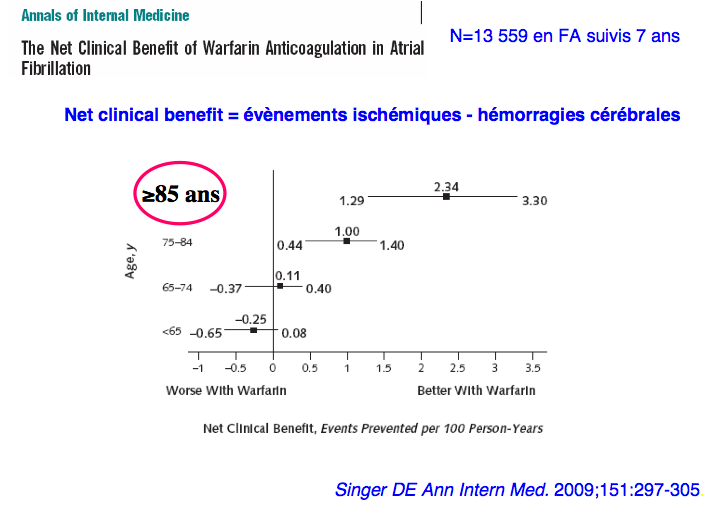 Annals of Internal Medicine
The Net Clinical Benefit of Warfarin Anticoagulation in Atrial
Fibrillation
N=13 559 en FA suivis 7 ans
Net clinical benefit = évènements ischémiques - hémorragies cérébrales
≥85 ans
2.34
1.29
3.30
75–84
1.00
0.44
1.40
Age, y
65–74
0.11
–0.37
0.40
<65
–0.25
–0.65
0.08
–1 –0.5 0 0.5 1 1.5 2 2.5 3 3.5
Worse With Warfarin Better With Warfarin
Net Clinical Benefit, Events Prevented per 100 Person-Years
Singer DE Ann Intern Med. 2009;151:297-305.